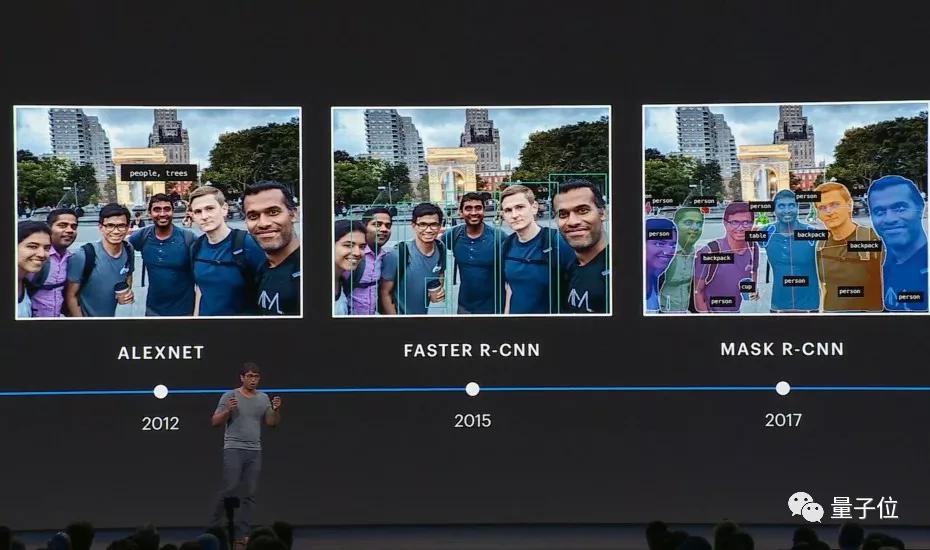 people, trees
person
person
person
person
person
table
backpack
backpack
backpack
person
cup
person
person
person
ALEXNET
FASTER R-CNN
MASK R-CNN
2012
2015
2017
量子位